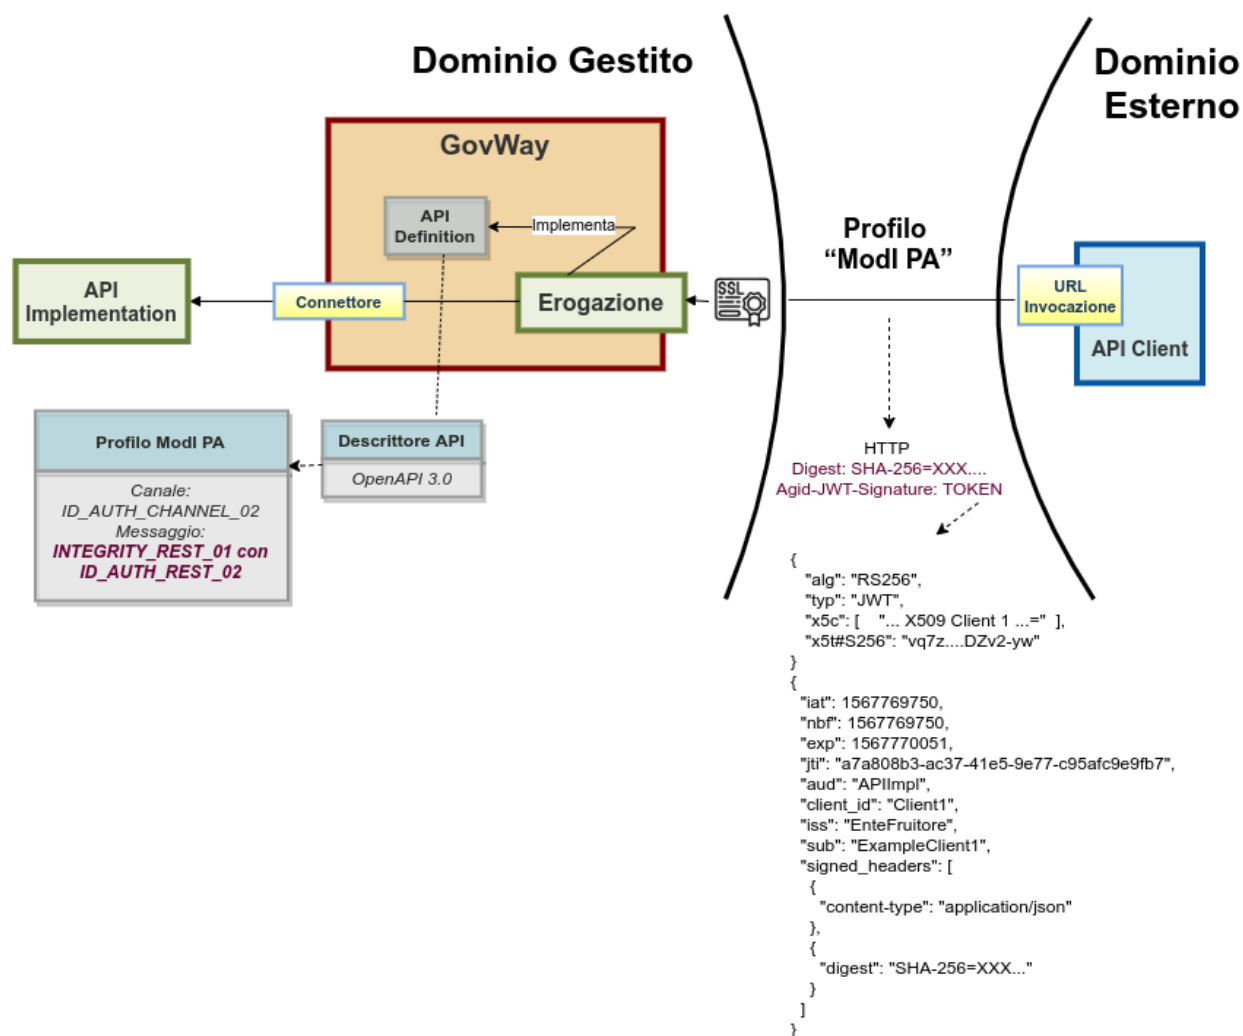 Dominio Gestito
Dominio
Esterno
GovWay
API
Definition
Implementa
Profilo
“ModI PA”
API
Implementation
Connettore
Erogazione
SSL
URL
Invocazione
API Client
Profilo ModI PA
Canale:
ID_AUTH_CHANNEL_02
Messaggio:
INTEGRITY_REST_01 con
ID_AUTH_REST_02
Descrittore API
OpenAPI 3.0
HTTP
Digest: SHA-256=XXX....
Agid-JWT-Signature: TOKEN
{
"alg": "RS256",
"typ": "JWT",
"x5c": [ "... X509 Client 1 ...=" ],
"x5t#S256": "vq7z....DZv2-yw"
}
{
"iat": 1567769750,
"nbf": 1567769750,
"exp": 1567770051,
"jti": "a7a808b3-ac37-41e5-9e77-c95afc9e9fb7",
"aud": "APIImpl",
"client_id": "Client1",
"iss": "EnteFruitore",
"sub": "ExampleClient1",
"signed_headers": [
{
"content-type": "application/json"
},
{
"digest": "SHA-256=XXX..."
}
]
}